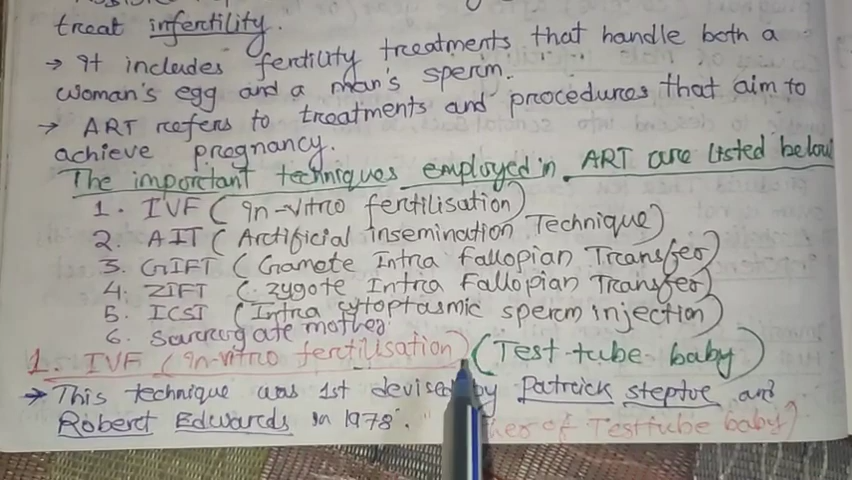 treat infertility.
→ It includes fertility treatments that handle both a
woman's egg and a man's sperm.
→ ART refers to treatments and procedures that aim to
achieve pregnancy.
The important techniques employed in ART are listed below
1. IVF (In-vitro fertilisation)
2. AIT (Artificial insemination Technique)
3. GIFT (Gamete Intra Fallopian Transfer)
4. ZIFT (Zygote Intra Fallopian Transfer)
5. ICSI (Intra cytoplasmic sperm injection)
6. Surrogate mother
1. IVF (In-vitro fertilisation) (Test-tube baby)
→ This technique was 1st devised by Patrick steptoe and
Robert Edwards in 1978. of Testtube baby)